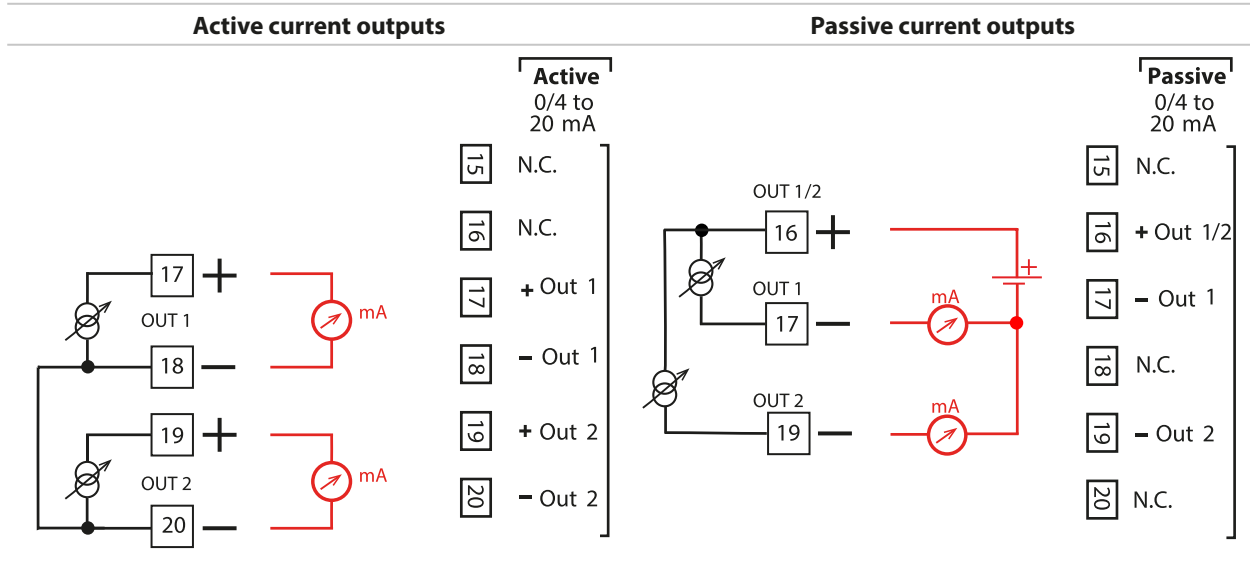 Active current outputs
Passive current outputs
Active
0/4 to
20 mA
15 N.C.
16 N.C.
17 + Out 1
18 – Out 1
19 + Out 2
20 – Out 2
17 +
OUT 1
18 –
mA
19 +
OUT 2
20 –
mA
Passive
0/4 to
20 mA
15 N.C.
16 + Out 1/2
17 – Out 1
18 N.C.
19 – Out 2
20 N.C.
OUT 1/2
16 +
+
OUT 1
17 –
mA
OUT 2
19 –
mA